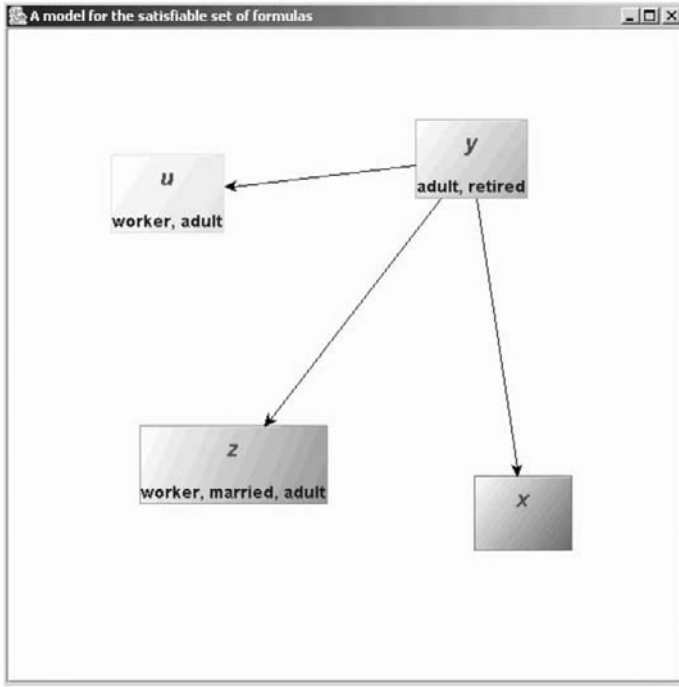 A model for the satisfiable set of formulas
y
adult, retired
u
worker, adult
z
worker, married, adult
x